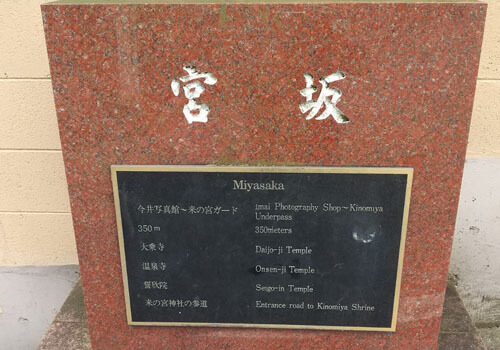 宮坂
Miyasaka
今井写真館〜来の宮ガード imai Photography Shop〜Kinomiya
Underpass
350m 350meters
大乗寺 Daijo-ji Temple
温泉寺 Onsen-ji Temple
誓欣院 Seigo-in Temple
来の宮神社の参道 Entrance road to Kinomiya Shrine